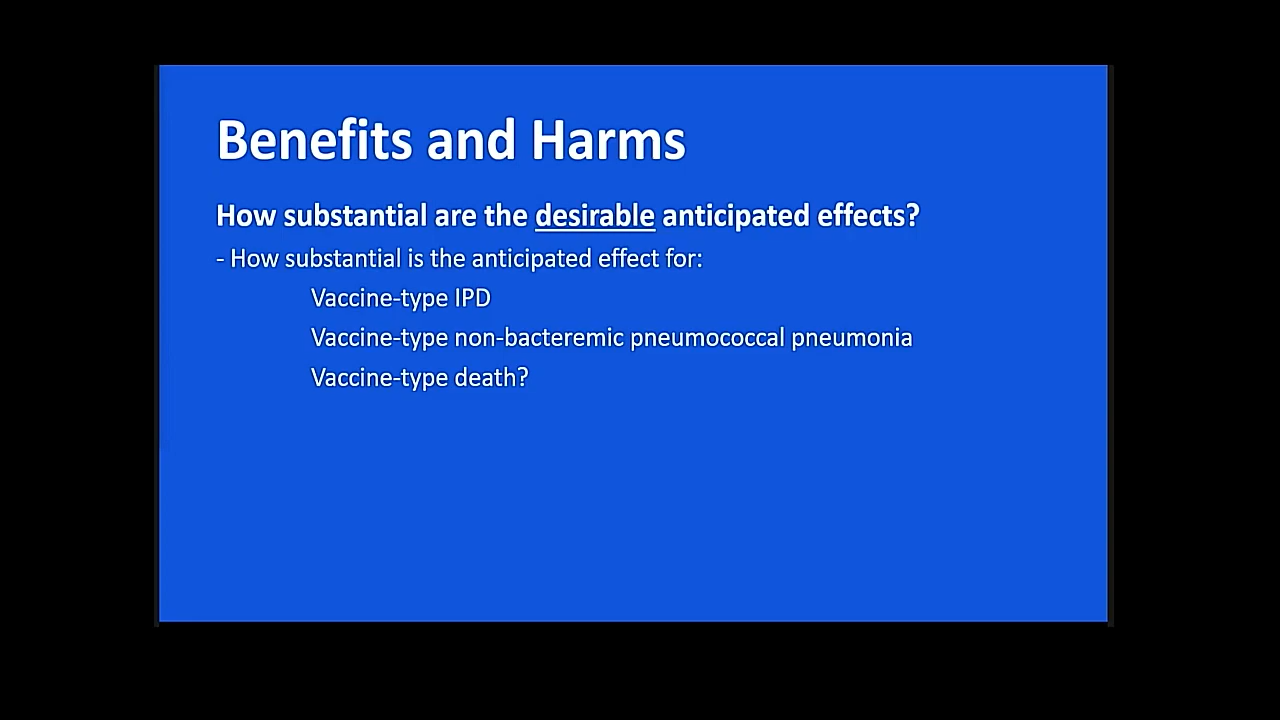 Benefits and Harms
How substantial are the desirable anticipated effects?
- How substantial is the anticipated effect for:
Vaccine-type IPD
Vaccine-type non-bacteremic pneumococcal pneumonia
Vaccine-type death?